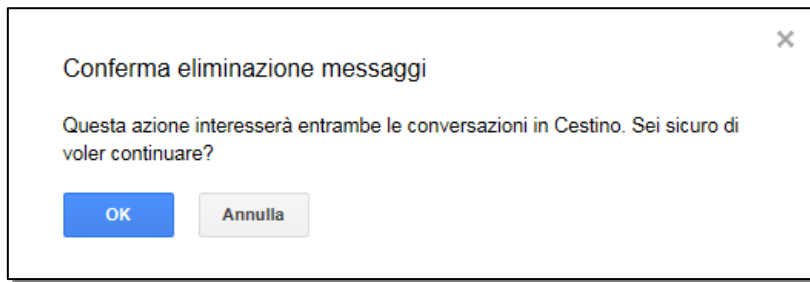 Conferma eliminazione messaggi
Questa azione interesserà entrambe le conversazioni in Cestino. Sei sicuro di
voler continuare?
OK
Annulla